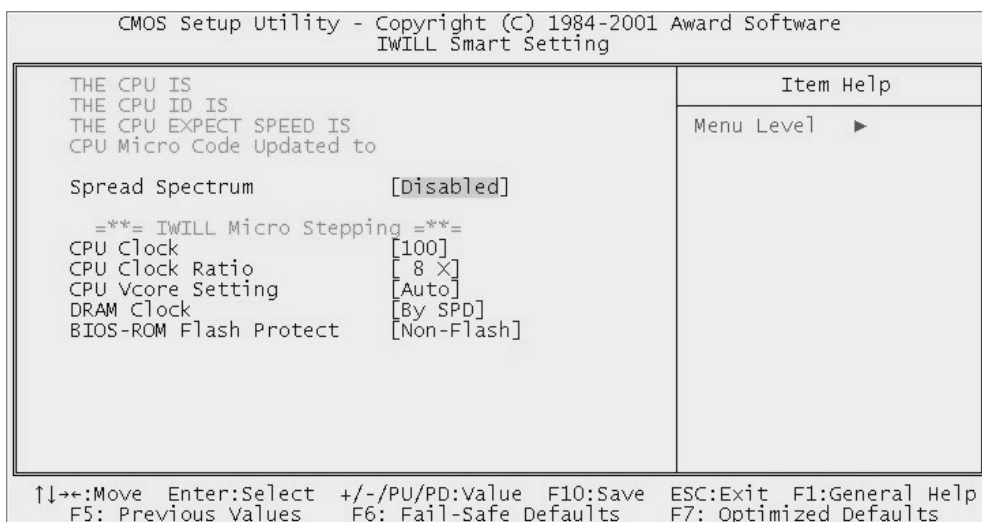 CMOS Setup Utility - Copyright (C) 1984-2001 Award Software
IWILL Smart Setting
THE CPU IS
THE CPU ID IS
THE CPU EXPECT SPEED IS
CPU Micro Code Updated to
Spread Spectrum [Disabled]
=**= IWILL Micro Stepping =**=
CPU Clock [100]
CPU Clock Ratio [ 8 X]
CPU Vcore Setting [Auto]
DRAM Clock [By SPD]
BIOS-ROM Flash Protect [Non-Flash]
Item Help
Menu Level ►
↑↓→←:Move Enter:Select +/-/PU/PD:Value F10:Save ESC:Exit F1:General Help
F5: Previous Values F6: Fail-Safe Defaults F7: Optimized Defaults